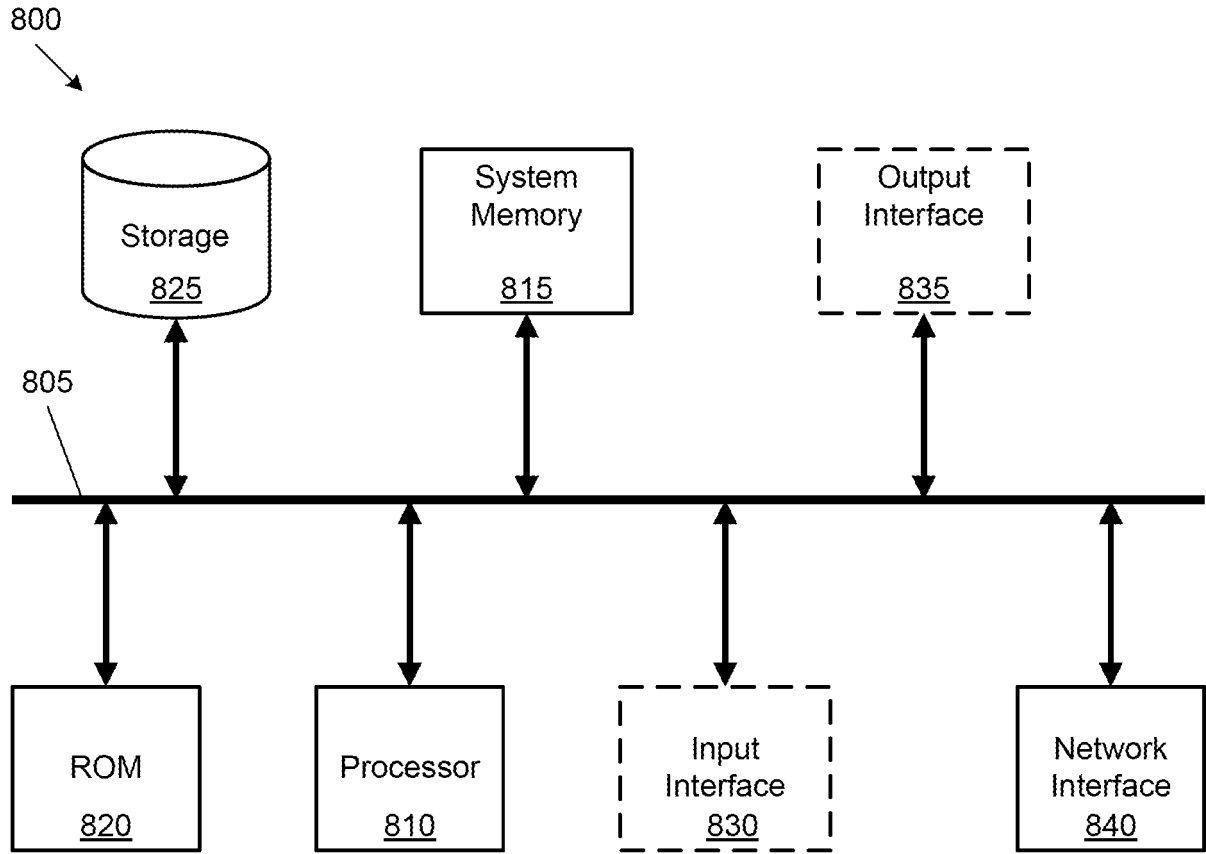 800
Storage
825
System
Memory
815
Output
Interface
835
805
ROM
820
Processor
810
Input
Interface
830
Network
Interface
840